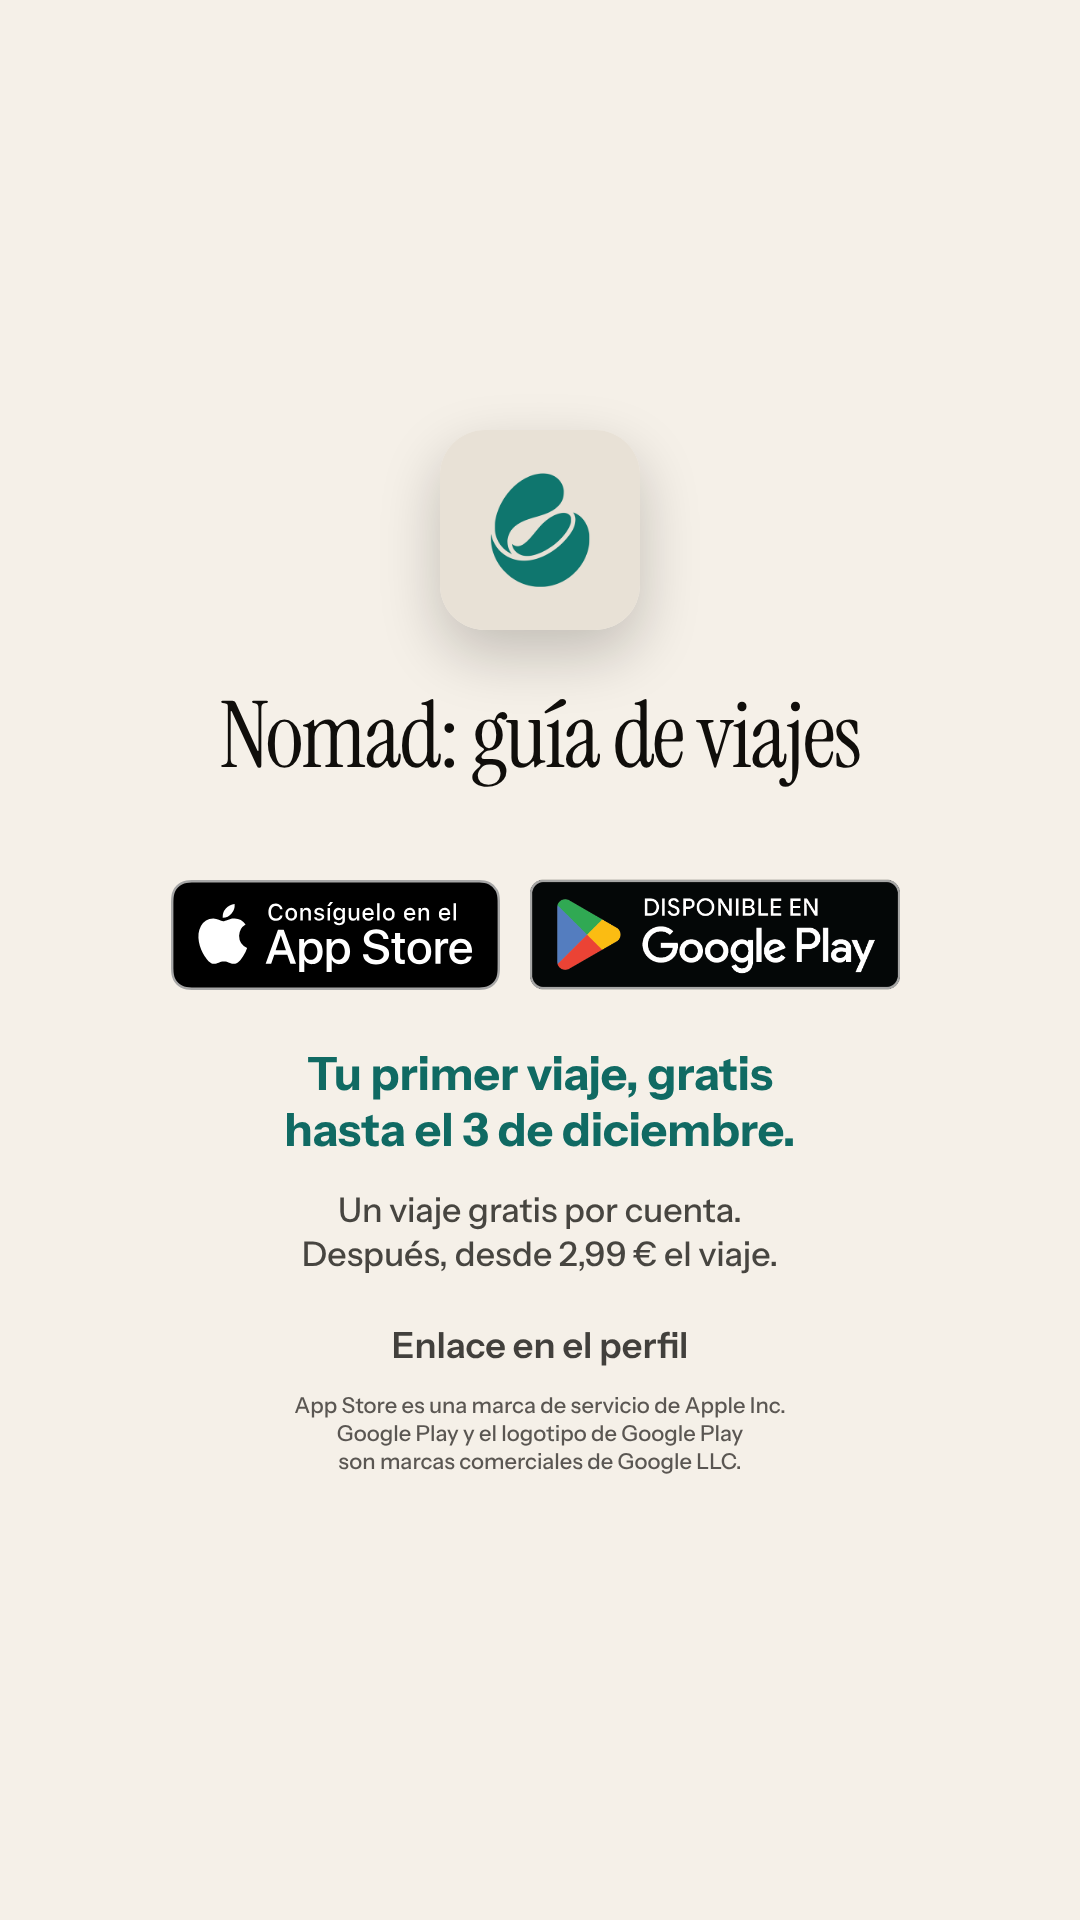 Nomad: guía de viajes
Consíguelo en el
App Store
DISPONIBLE EN
Google Play
Tu primer viaje, gratis
hasta el 3 de diciembre.
Un viaje gratis por cuenta.
Después, desde 2,99 € el viaje.
Enlace en el perfil
App Store es una marca de servicio de Apple Inc.
Google Play y el logotipo de Google Play
son marcas comerciales de Google LLC.